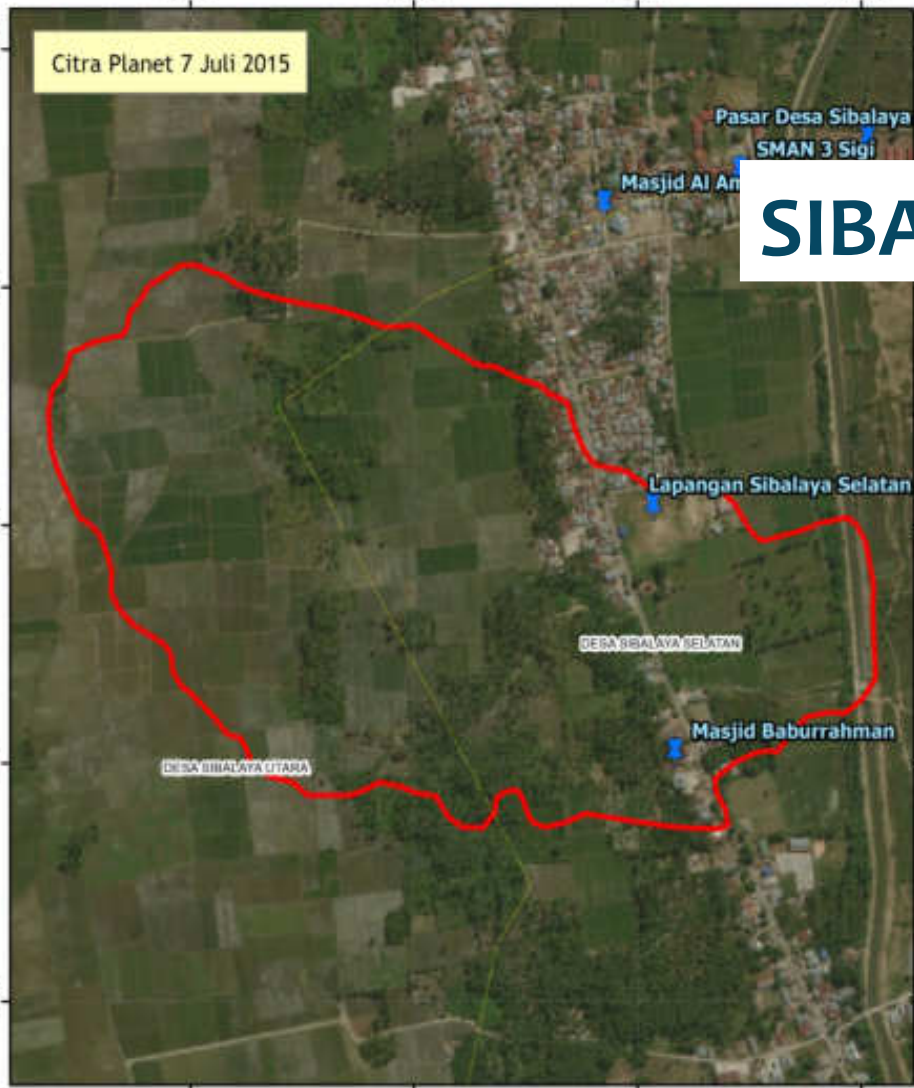 Citra Planet 7 Juli 2015
Pasar Desa Sibalaya
SMAN 3 Sigi
Masjid Al Am
SIBA
Lapangan Sibalaya Selatan
DESA SIBALAYA SELATAN
Masjid Baburrahman
DESA SIBALAYA UTARA